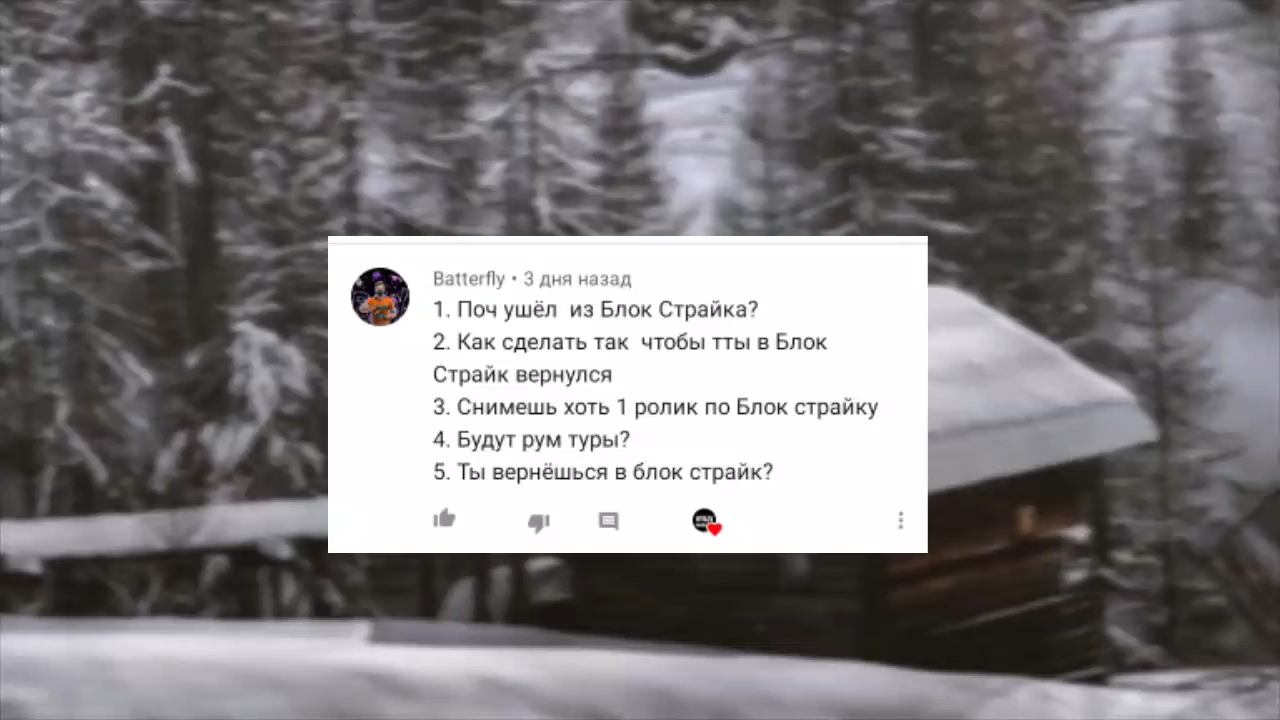 Batterfly • 3 дня назад
1. Поч ушёл  из Блок Страйка?
2. Как сделать так  чтобы тты в Блок
Страйк вернулся
3. Снимешь хоть 1 ролик по Блок страйку
4. Будут рум туры?
5. Ты вернёшься в блок страйк?